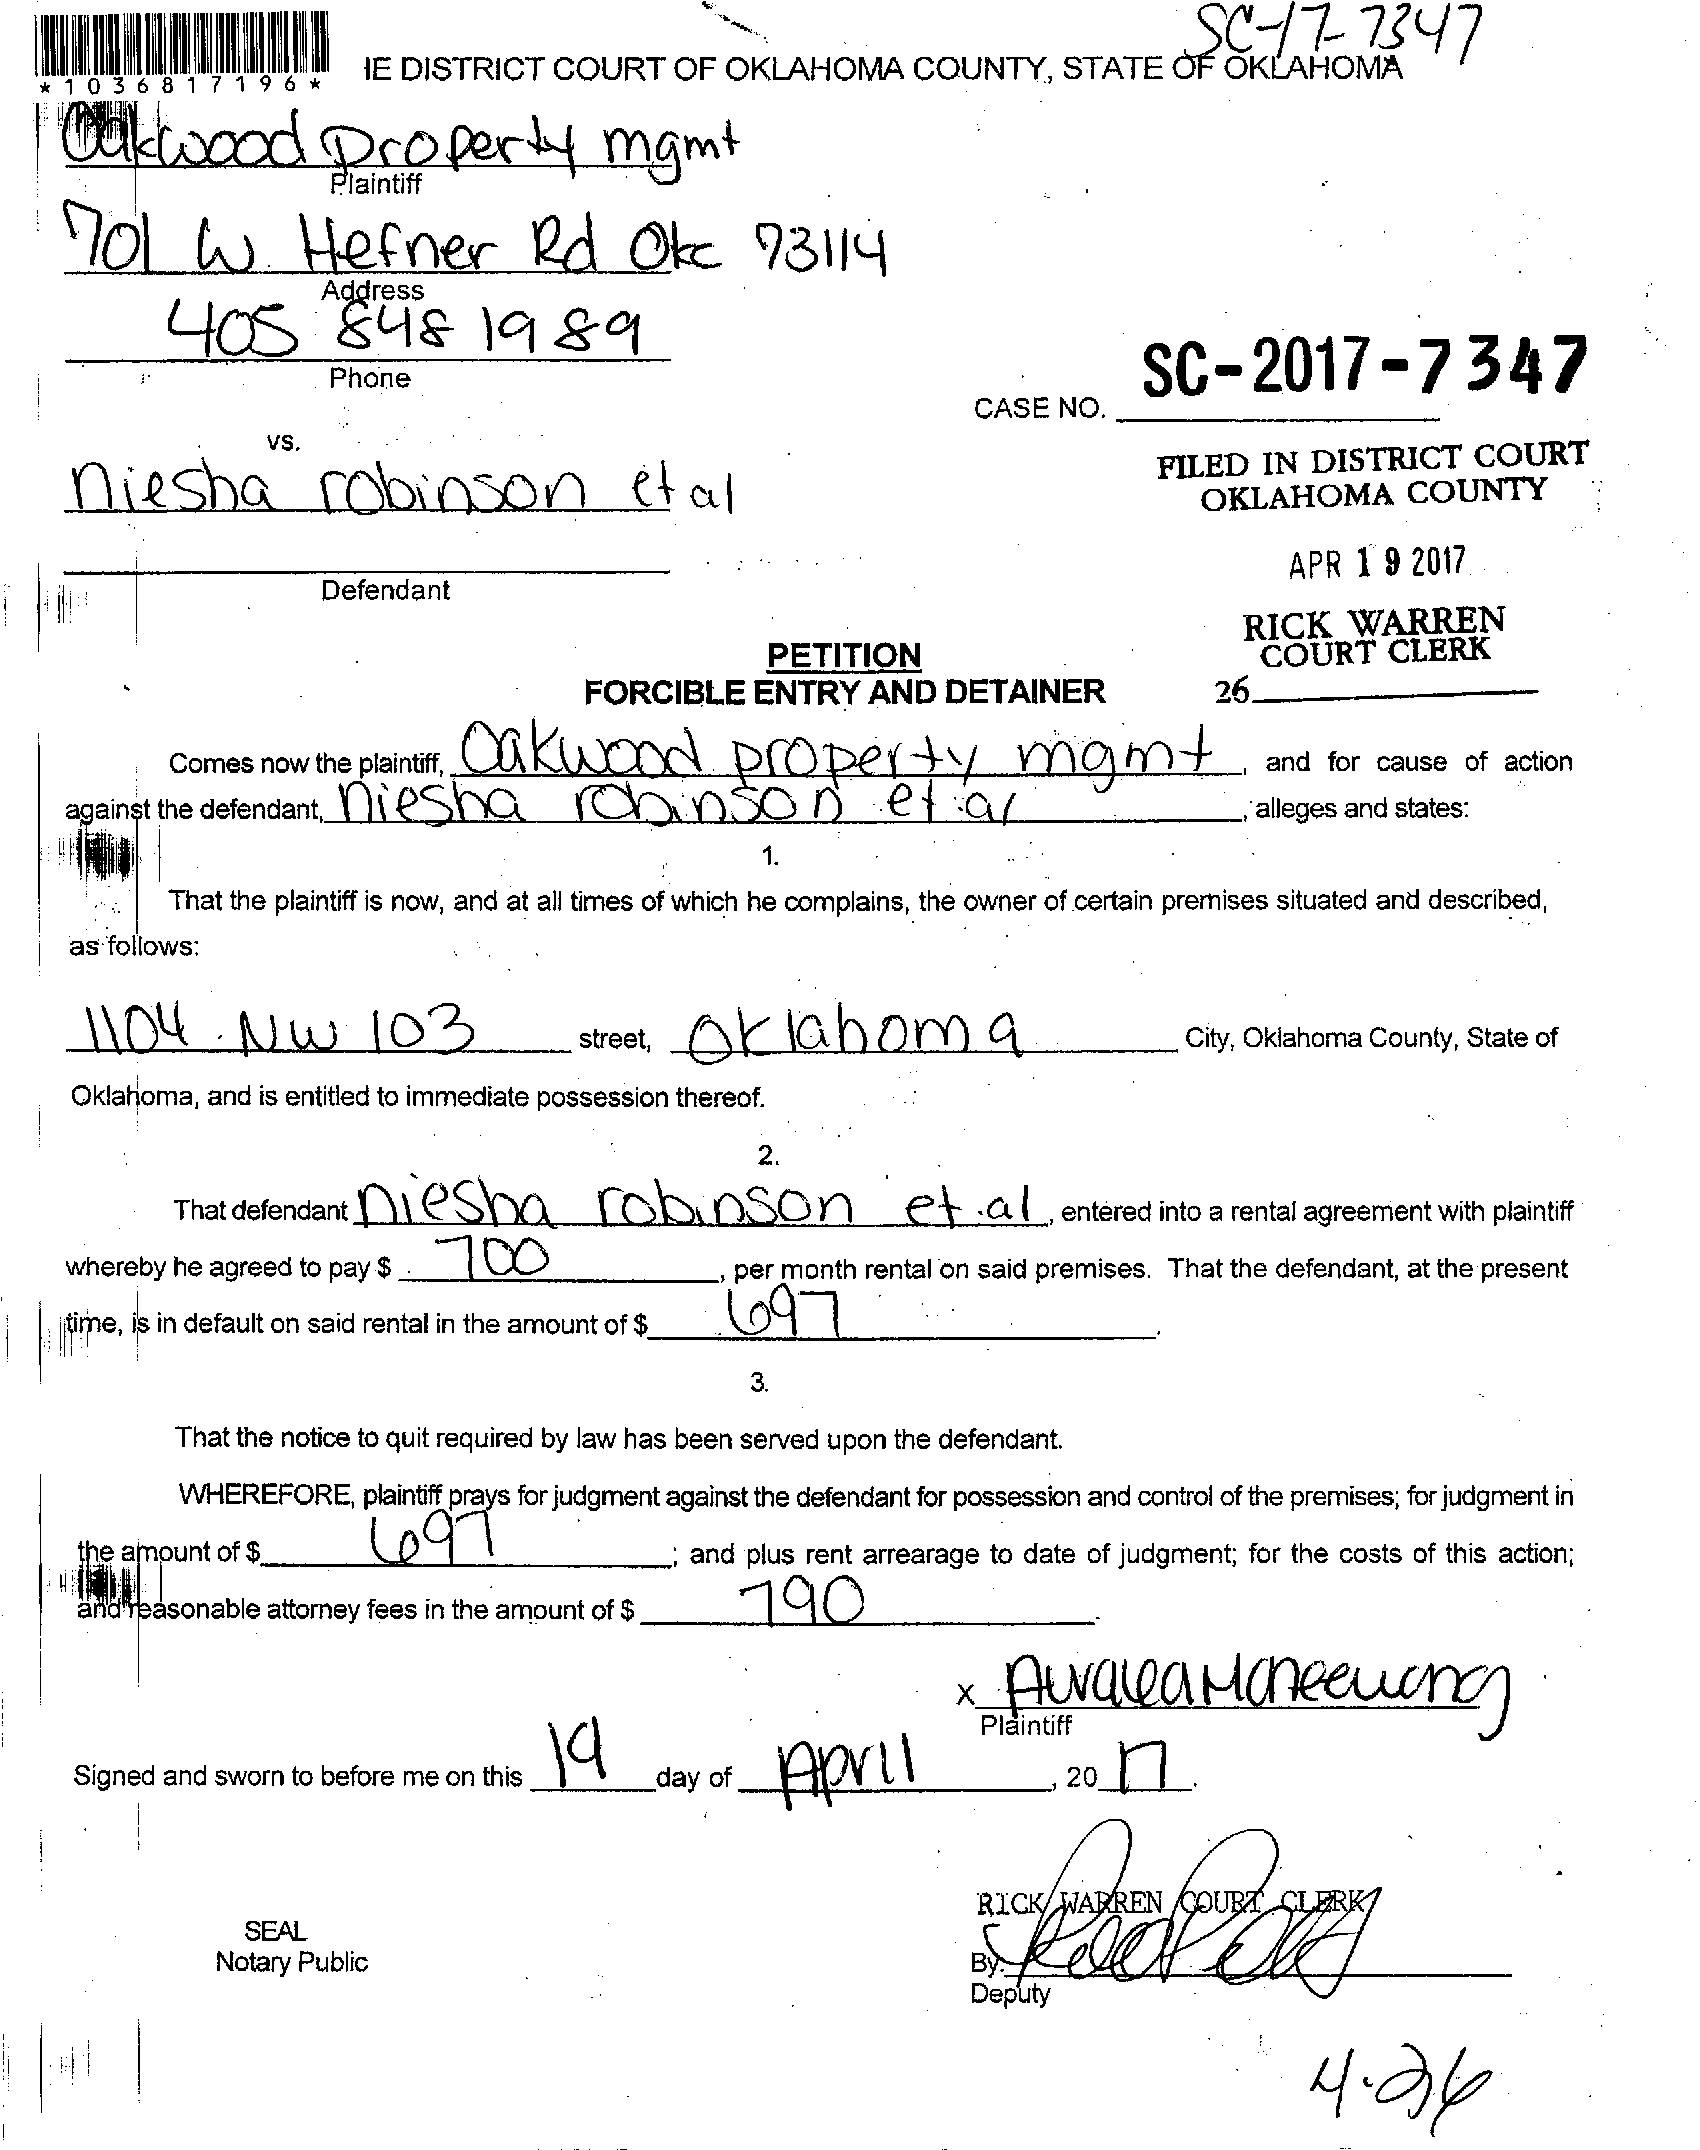 SC-17-7347
IE DISTRICT COURT OF OKLAHOMA COUNTY, STATE OF OKLAHOMA
*1036817196*
Oakwood property mgmt
Plaintiff
701 W Hefner Rd Okc 73114
Address
405 848 1989
Phone
SC-2017-7347
CASE NO.
vs.
niesha robinson et al
Defendant
FILED IN DISTRICT COURT
OKLAHOMA COUNTY
APR 19 2017
RICK WARREN
COURT CLERK
26
PETITION
FORCIBLE ENTRY AND DETAINER
Comes now the plaintiff, Oakwood property mgmt, and for cause of action
against the defendant, niesha robinson et al, alleges and states:
1.
That the plaintiff is now, and at all times of which he complains, the owner of certain premises situated and described,
as follows:
1104 NW 103 street, Oklahoma City, Oklahoma County, State of
Oklahoma, and is entitled to immediate possession thereof.
2.
That defendant niesha robinson et al, entered into a rental agreement with plaintiff
whereby he agreed to pay $ 700, per month rental on said premises. That the defendant, at the present
time, is in default on said rental in the amount of $ 697.
3.
That the notice to quit required by law has been served upon the defendant.
WHEREFORE, plaintiff prays for judgment against the defendant for possession and control of the premises; for judgment in
the amount of $ 697; and plus rent arrearage to date of judgment; for the costs of this action;
and reasonable attorney fees in the amount of $ 790.
x
Plaintiff
Signed and sworn to before me on this 19 day of April, 20 17.
RICK WARREN COURT CLERK
SEAL
Notary Public
By:
Deputy
4-26